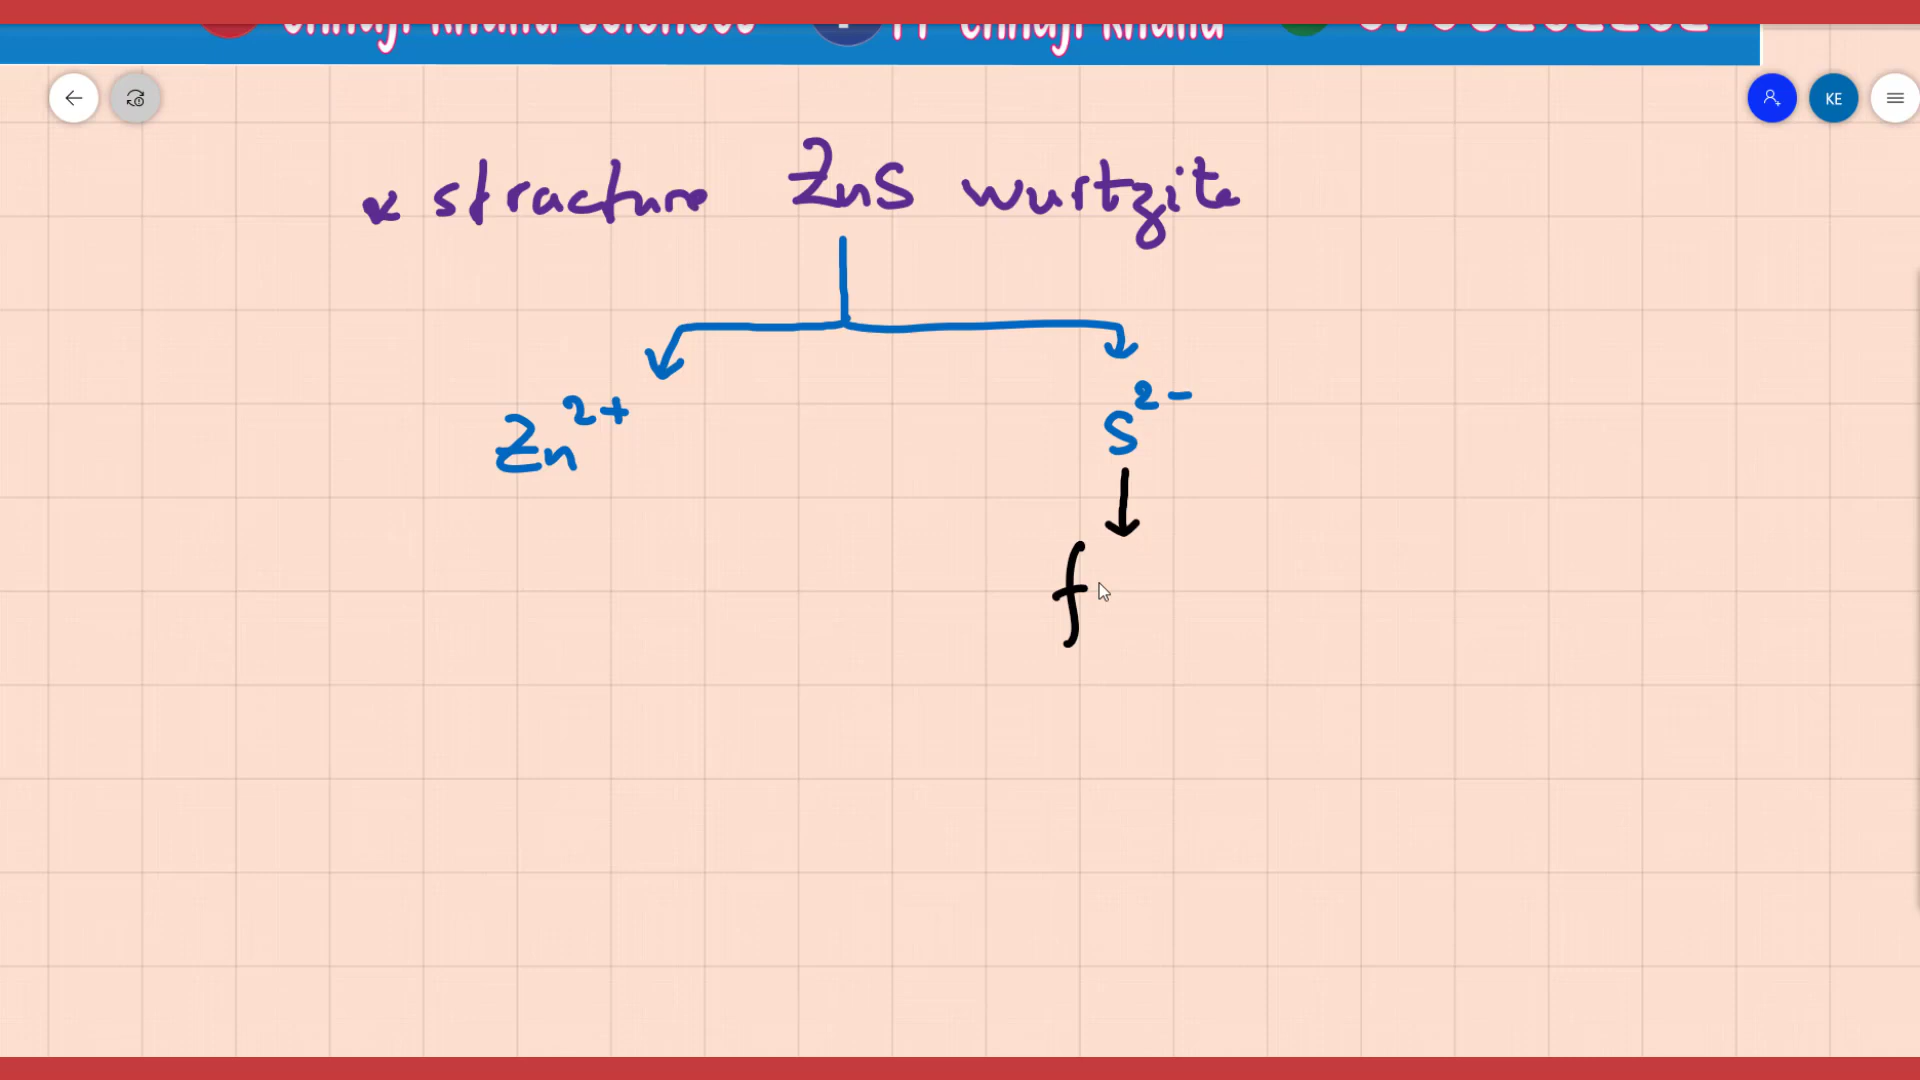 * structure ZnS wurtzite
Zn²⁺ S²⁻
f
KE